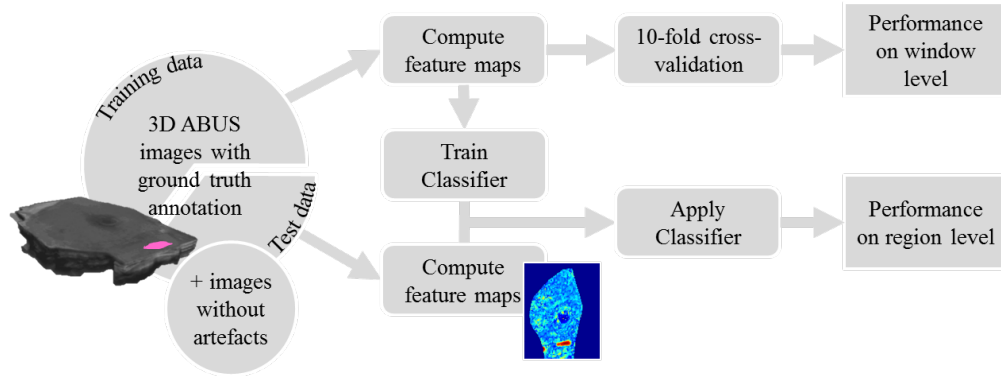 Training data
3D ABUS
images with
ground truth
annotation
Test data
+ images
without
artefacts
Compute
feature maps
10-fold cross-
validation
Performance
on window
level
Train
Classifier
Compute
feature maps
Apply
Classifier
Performance
on region level